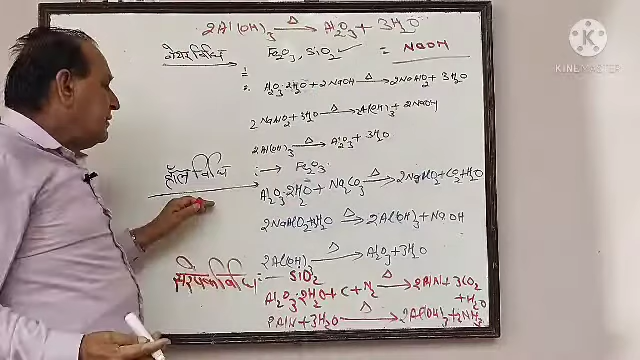 2Al(OH)₃ —Δ→ Al₂O₃ + 3H₂O
बेयर विधि Fe₂O₃, SiO₂ ✓ = NaOH
Al₂O₃·2H₂O + 2NaOH —Δ→ 2NaAlO₂ + 3H₂O
2NaAlO₂ + 3H₂O —Δ→ 2Al(OH)₃ + 2NaOH
2Al(OH)₃ —Δ→ Al₂O₃ + 3H₂O
हॉल विधि :→ Fe₂O₃.
Al₂O₃·2H₂O + Na₂CO₃ —Δ→ 2NaAlO₂ + CO₂ + H₂O
2NaAlO₂ + H₂O —Δ→ 2Al(OH)₃ + NaOH
2Al(OH)₃ —Δ→ Al₂O₃ + 3H₂O
सरपेक विधि :— SiO₂
Al₂O₃·2H₂O + C + N₂ —Δ→ 2AlN + 3CO₂ + H₂O
2AlN + 3H₂O —Δ→ 2Al(OH)₃ + 2NH₃
KINEMASTER